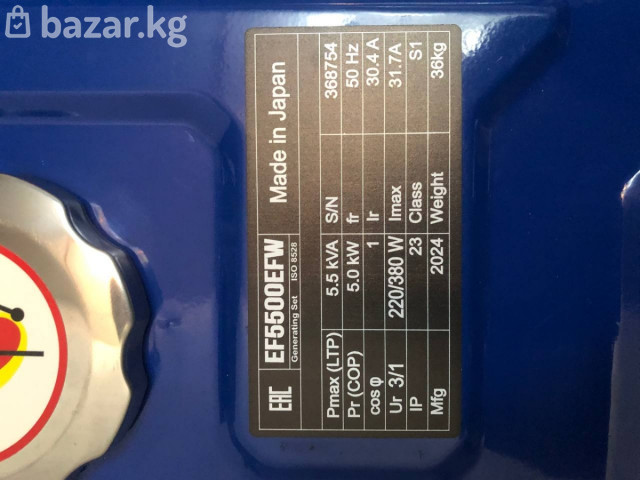 bazar.kg
EAC EF5500EFW Made in Japan
Generating Set ISO 8528
Pmax (LTP) 5.5 kVA S/N 368754
Pr (COP) 5.0 kW fr 50 Hz
cos φ 1 Ir 30.4 A
Ur 3/1 220/380 W Imax 31.7A
IP 23 Class S1
Mfg 2024 Weight 36kg